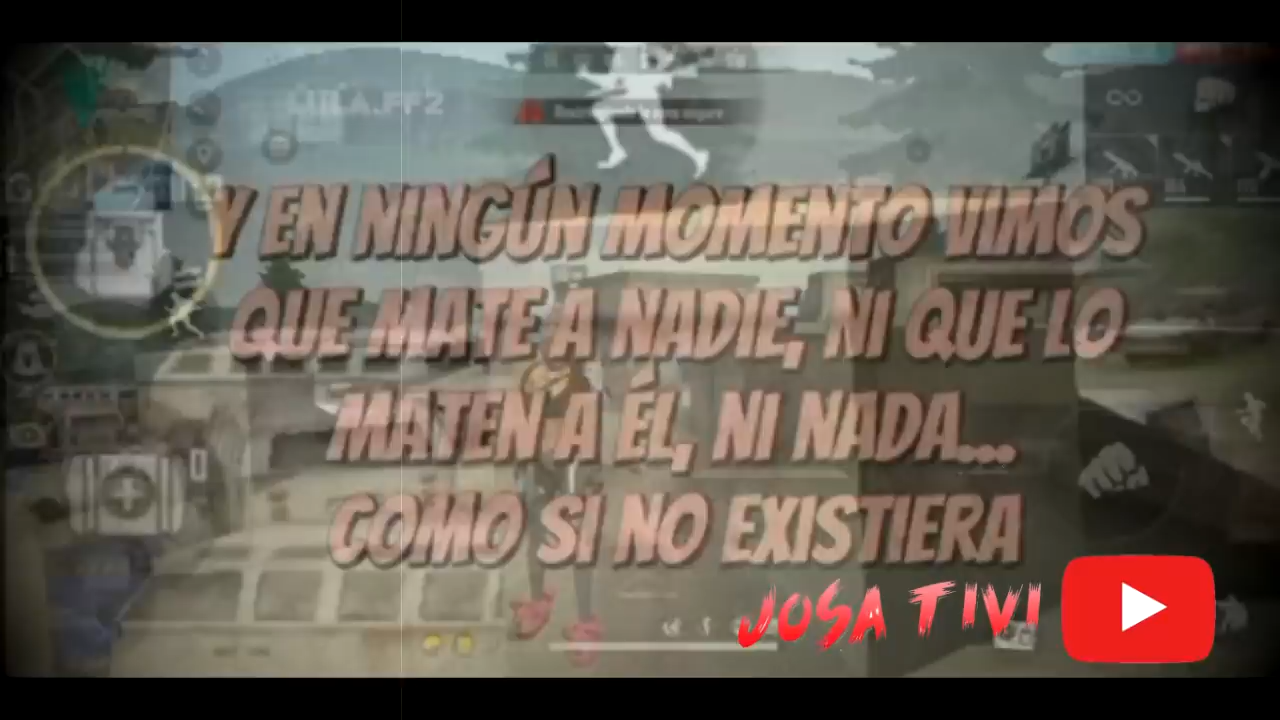 Y EN NINGÚN MOMENTO VIMOS
QUE MATE A NADIE, NI QUE LO
MATEN A ÉL, NI NADA...
COMO SI NO EXISTIERA
JOSA TIVI